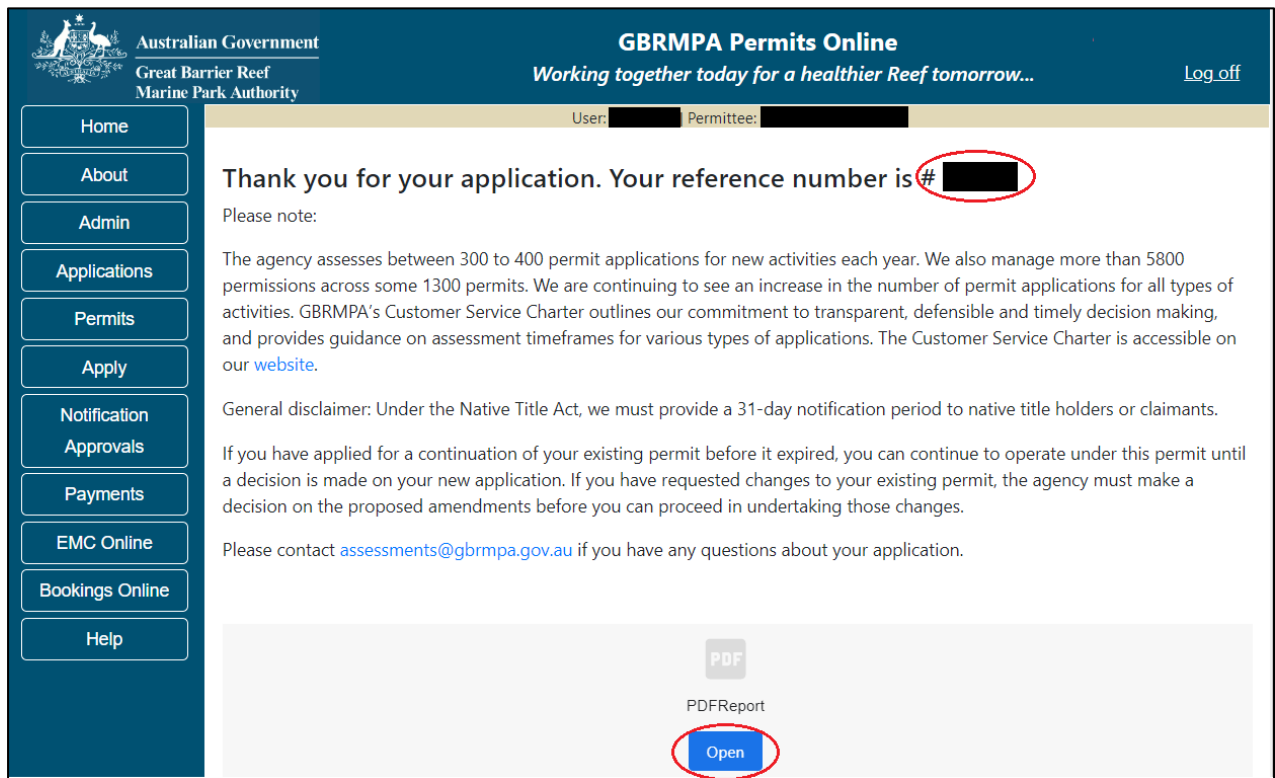 Australian Government
Great Barrier Reef
Marine Park Authority
GBRMPA Permits Online
Working together today for a healthier Reef tomorrow...
Log off
User: | Permittee:
Home
About
Admin
Applications
Permits
Apply
Notification
Approvals
Payments
EMC Online
Bookings Online
Help
Thank you for your application. Your reference number is #
Please note:
The agency assesses between 300 to 400 permit applications for new activities each year. We also manage more than 5800
permissions across some 1300 permits. We are continuing to see an increase in the number of permit applications for all types of
activities. GBRMPA's Customer Service Charter outlines our commitment to transparent, defensible and timely decision making,
and provides guidance on assessment timeframes for various types of applications. The Customer Service Charter is accessible on
our website.
General disclaimer: Under the Native Title Act, we must provide a 31-day notification period to native title holders or claimants.
If you have applied for a continuation of your existing permit before it expired, you can continue to operate under this permit until
a decision is made on your new application. If you have requested changes to your existing permit, the agency must make a
decision on the proposed amendments before you can proceed in undertaking those changes.
Please contact assessments@gbrmpa.gov.au if you have any questions about your application.
PDF
PDFReport
Open